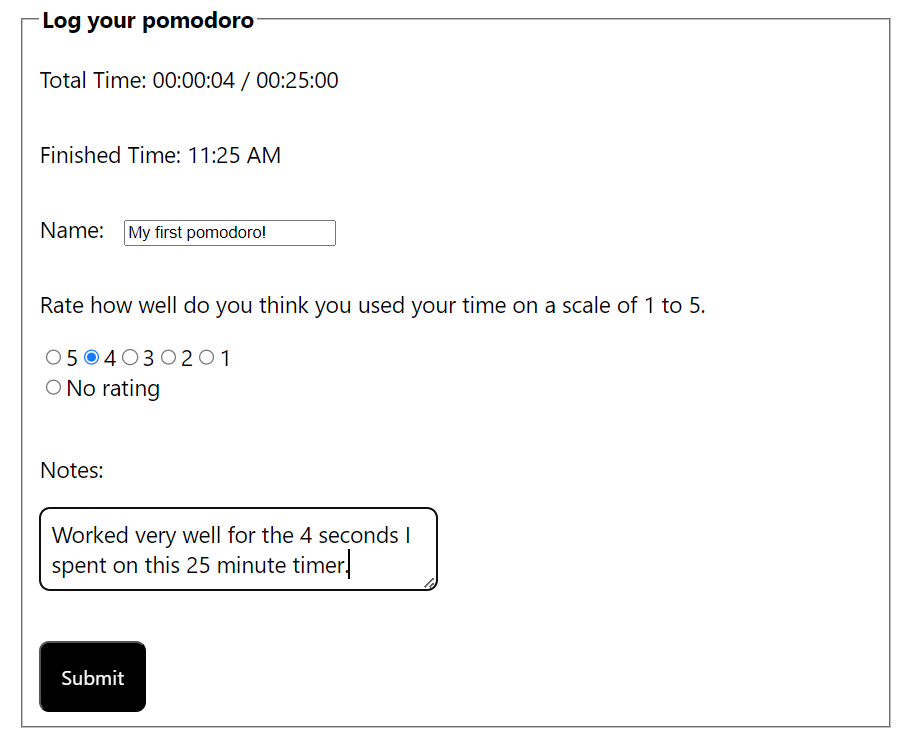 Log your pomodoro
Total Time: 00:00:04 / 00:25:00
Finished Time: 11:25 AM
Name: My first pomodoro!
Rate how well do you think you used your time on a scale of 1 to 5.
5 4 3 2 1
No rating
Notes:
Worked very well for the 4 seconds I
spent on this 25 minute timer.
Submit